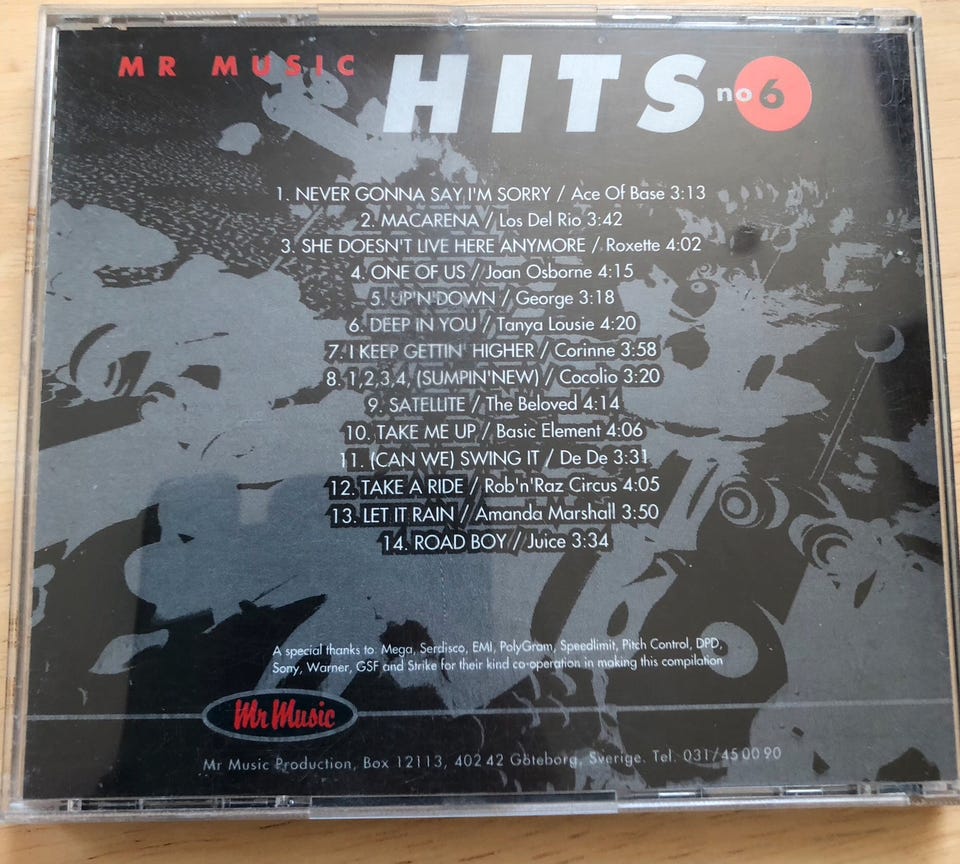 MR MUSIC HITS no 6
1. NEVER GONNA SAY I'M SORRY / Ace Of Base 3:13
2. MACARENA / Los Del Rio 3:42
3. SHE DOESN'T LIVE HERE ANYMORE / Roxette 4:02
4. ONE OF US / Joan Osborne 4:15
5. UP'N'DOWN / George 3:18
6. DEEP IN YOU / Tanya Lousie 4:20
7. I KEEP GETTIN' HIGHER / Corinne 3:58
8. 1,2,3,4, (SUMPIN'NEW) / Cocolio 3:20
9. SATELLITE / The Beloved 4:14
10. TAKE ME UP / Basic Element 4:06
11. (CAN WE) SWING IT / De De 3:31
12. TAKE A RIDE / Rob'n'Raz Circus 4:05
13. LET IT RAIN / Amanda Marshall 3:50
14. ROAD BOY / Juice 3:34
A special thanks to: Mega, Serdisco, EMI, PolyGram, Speedlimit, Pitch Control, DPD,
Sony, Warner, GSF and Strike for their kind co-operation in making this compilation
Mr Music
Mr Music Production, Box 12113, 402 42 Göteborg, Sverige. Tel. 031/45 00 90